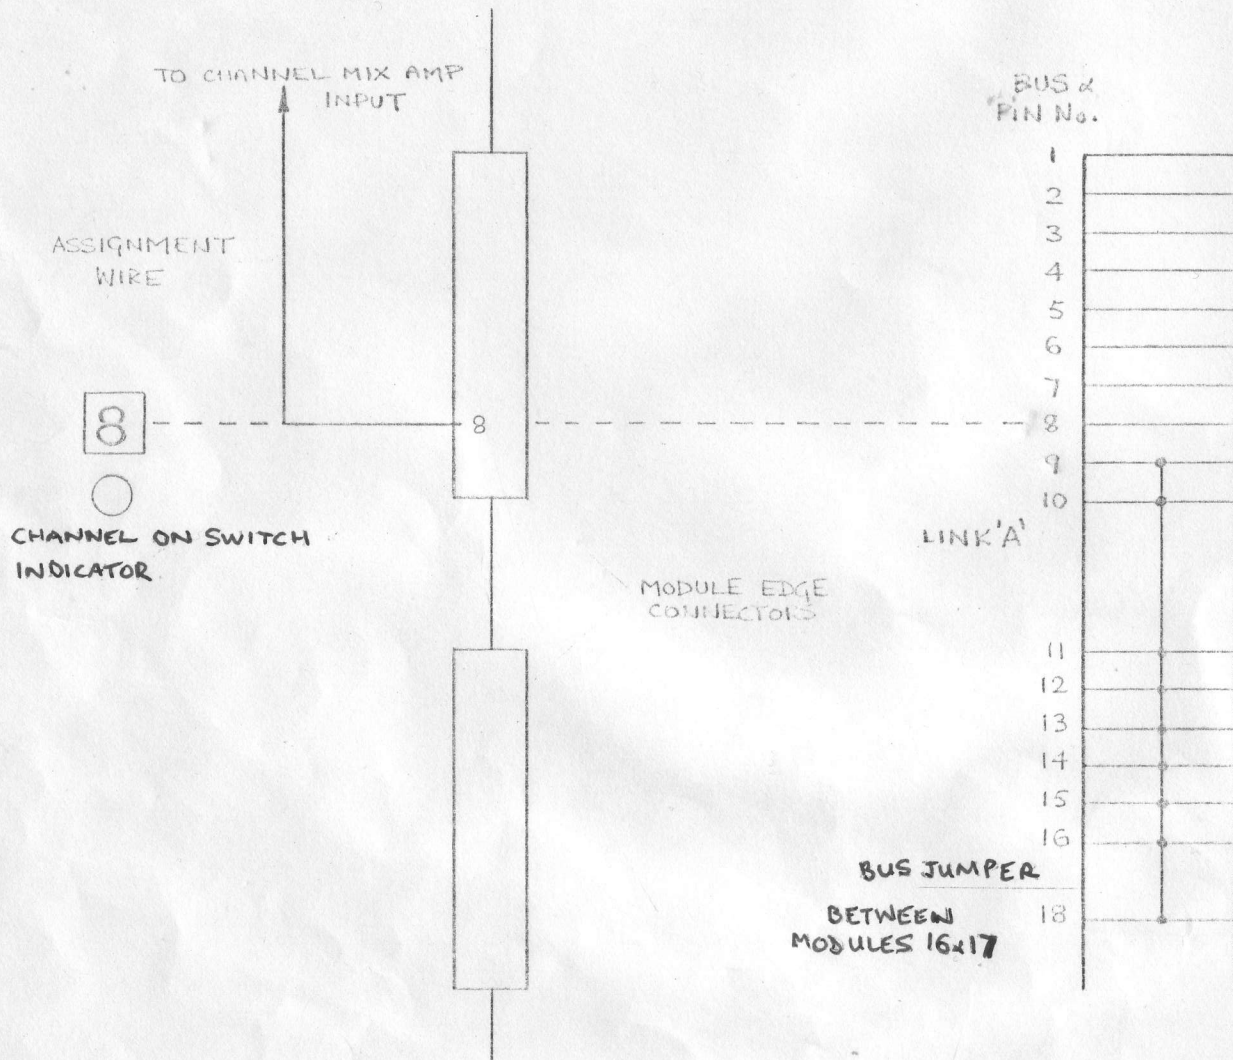 TO CHANNEL MIX AMP
INPUT
BUS &
PIN No.
1
2
3
4
5
6
7
8
9
10
ASSIGNMENT
WIRE
8
8
CHANNEL ON SWITCH
INDICATOR
LINK 'A'
MODULE EDGE
CONNECTORS
11
12
13
14
15
16
BUS JUMPER
18
BETWEEN
MODULES 16&17